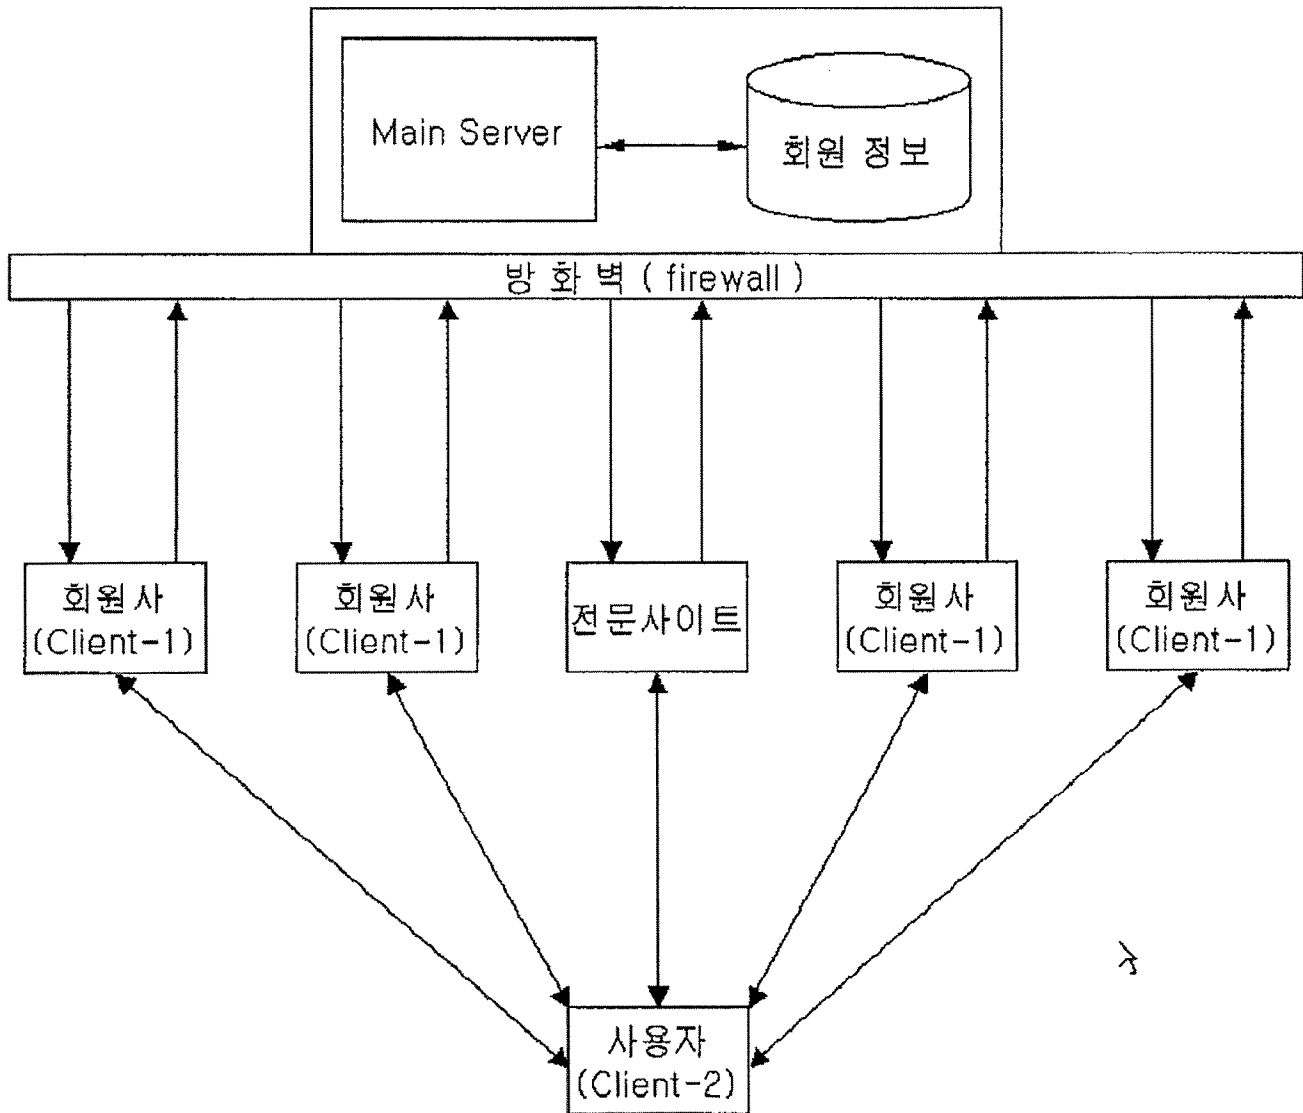 Main Server
회원 정보
방 화 벽 ( firewall )
회원사
(Client-1)
회원사
(Client-1)
전문사이트
회원사
(Client-1)
회원사
(Client-1)
사용자
(Client-2)